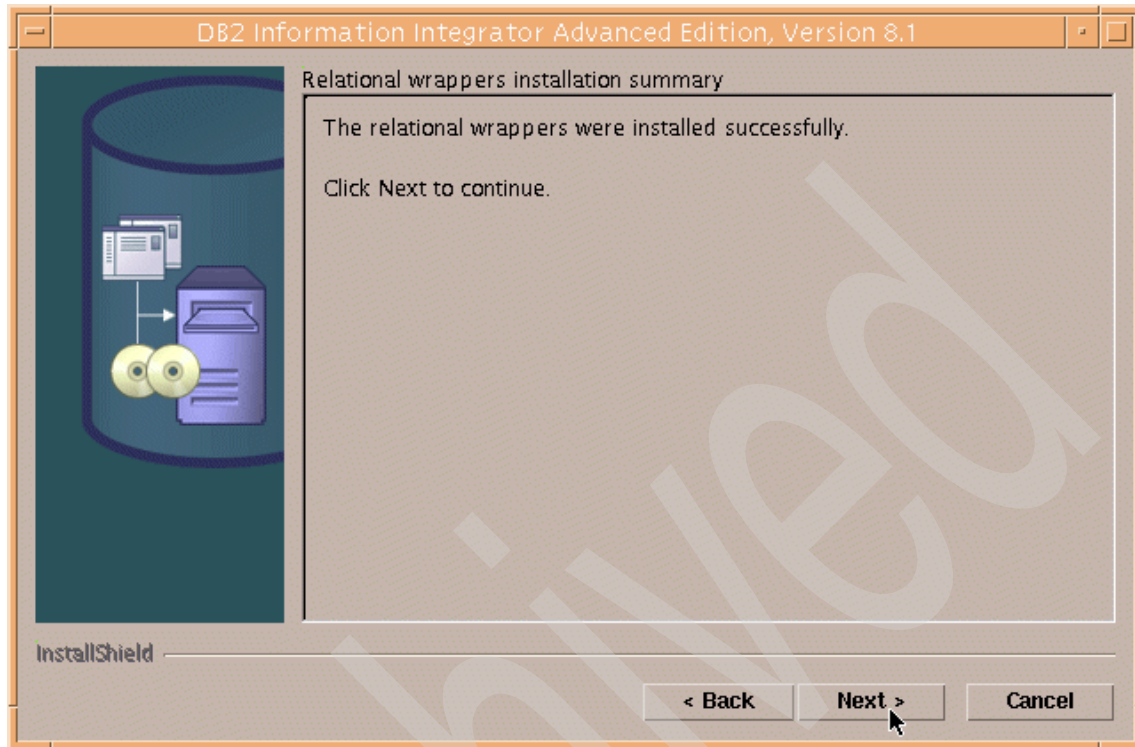 DB2 Information Integrator Advanced Edition, Version 8.1
Relational wrappers installation summary
The relational wrappers were installed successfully.
Click Next to continue.
hived
InstallShield
< Back
Next >
Cancel